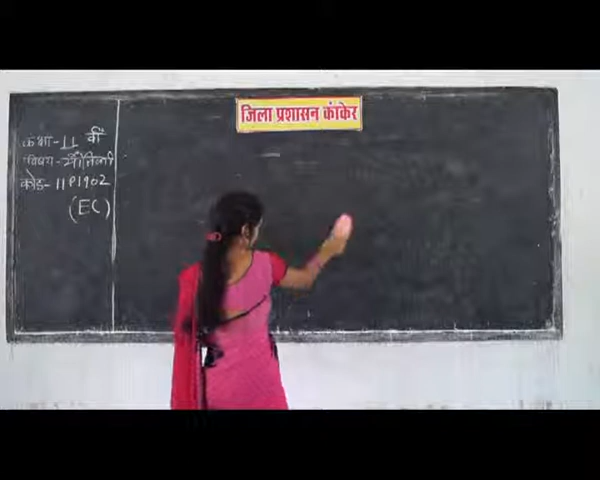 जिला प्रशासन कांकेर
कक्षा-11 वीं
विषय-भौतिकी
कोड-11P1902
(EC)